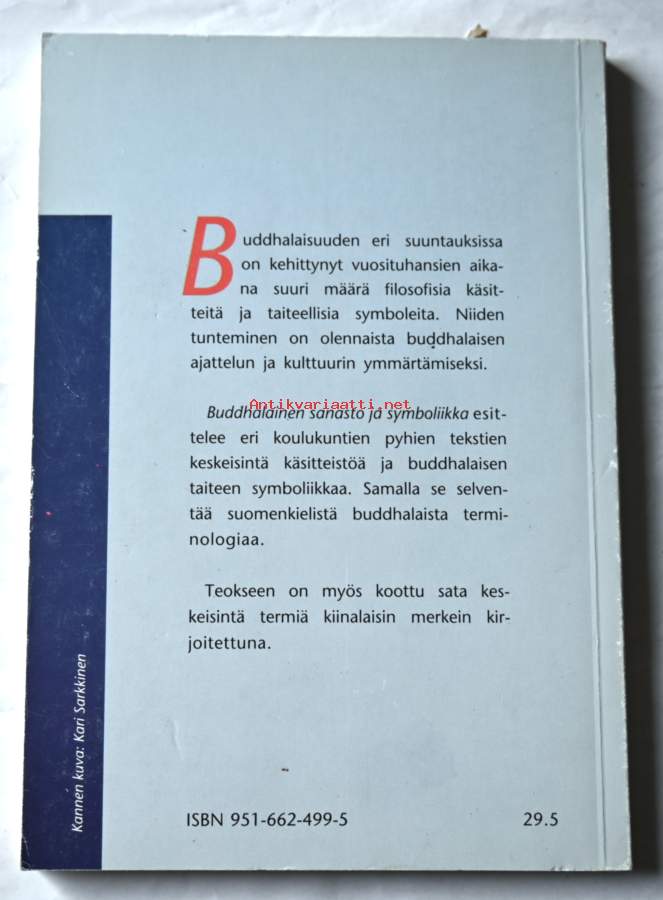 Buddhalaisuuden eri suuntauksissa
on kehittynyt vuosituhansien aika-
na suuri määrä filosofisia käsit-
teitä ja taiteellisia symboleita. Niiden
tunteminen on olennaista buddhalaisen
ajattelun ja kulttuurin ymmärtämiseksi.
Antikvariaatti.net
Buddhalainen sanasto ja symboliikka esit-
telee eri koulukuntien pyhien tekstien
keskeisintä käsitteistöä ja buddhalaisen
taiteen symboliikkaa. Samalla se selven-
tää suomenkielistä buddhalaista termi-
nologiaa.
Teokseen on myös koottu sata kes-
keisintä termiä kiinalaisin merkein kir-
joitettuna.
Kannen kuva: Kari Sarkkinen
ISBN 951-662-499-5 29.5